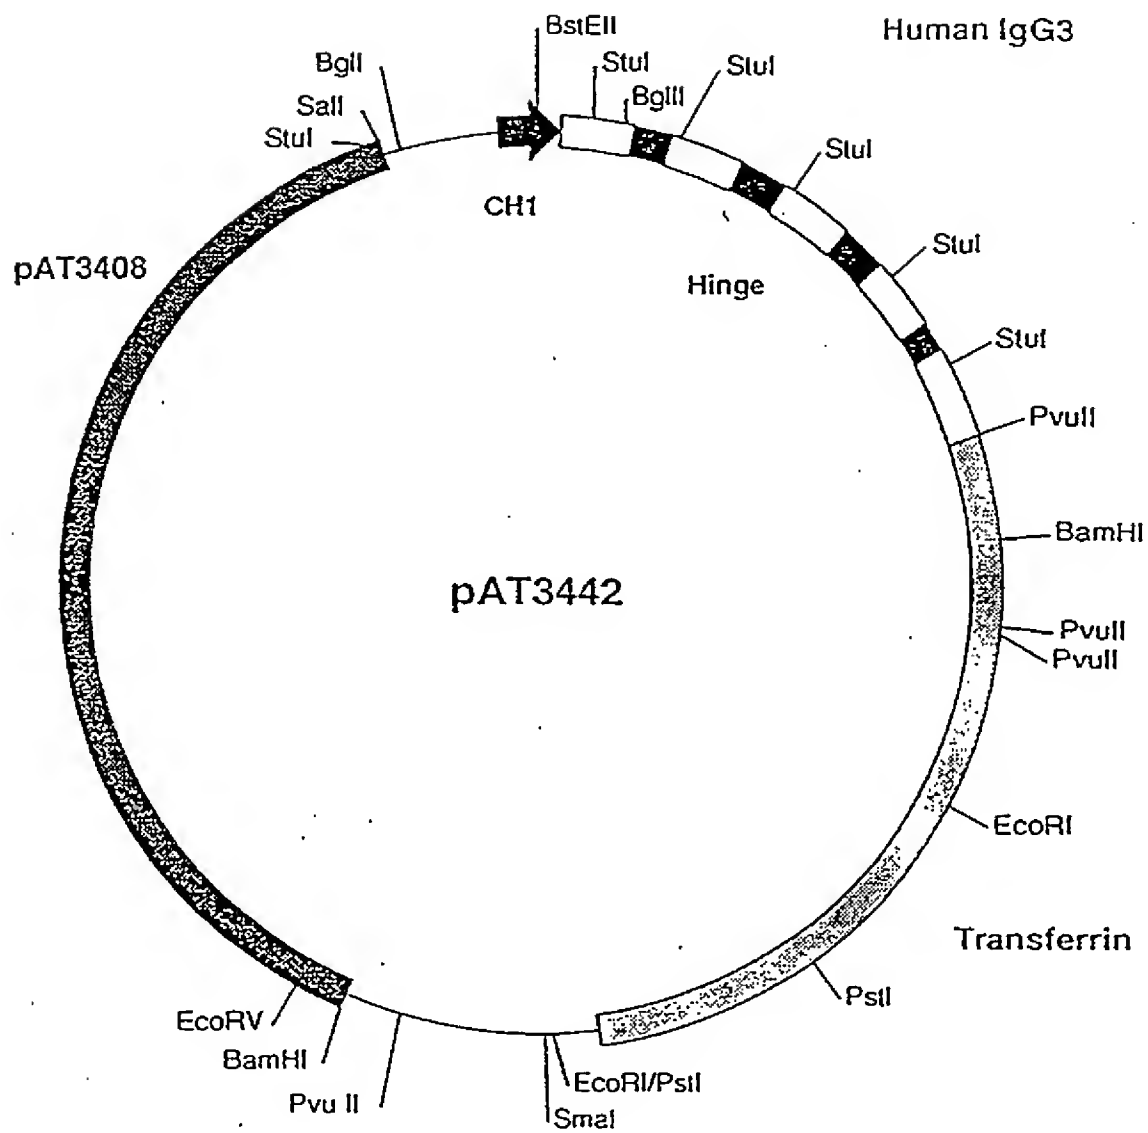 Human IgG3
BstEII
BglI
StuI
StuI
SalI
BglII
StuI
StuI
CH1
StuI
pAT3408
Hinge
StuI
PvuII
BamHI
pAT3442
PvuII
PvuII
EcoRI
Transferrin
PstI
EcoRV
BamHI
EcoRI/PstI
Pvu II
SmaI